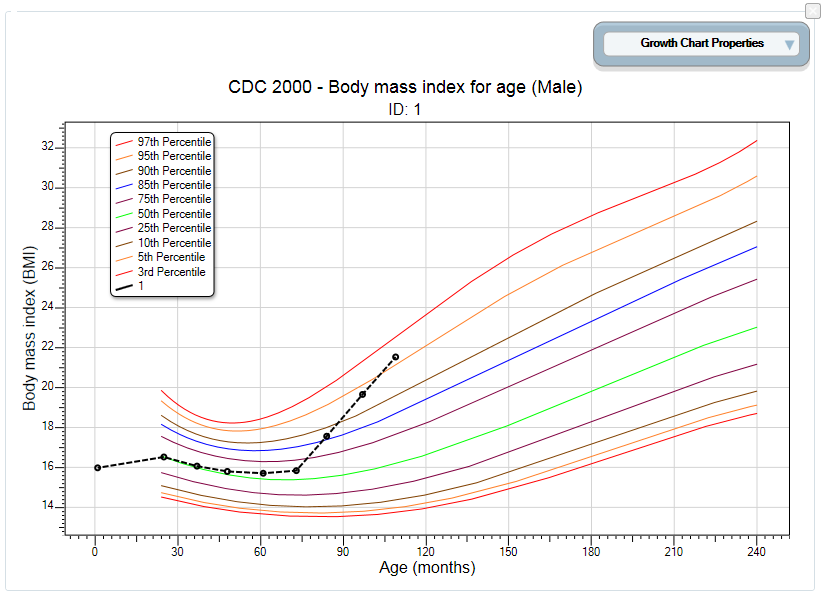 Growth Chart Properties
CDC 2000 - Body mass index for age (Male)
ID: 1
97th Percentile
95th Percentile
90th Percentile
85th Percentile
75th Percentile
50th Percentile
25th Percentile
10th Percentile
5th Percentile
3rd Percentile
1
Body mass index (BMI)
32
30
28
26
24
22
20
18
16
14
0 30 60 90 120 150 180 210 240
Age (months)